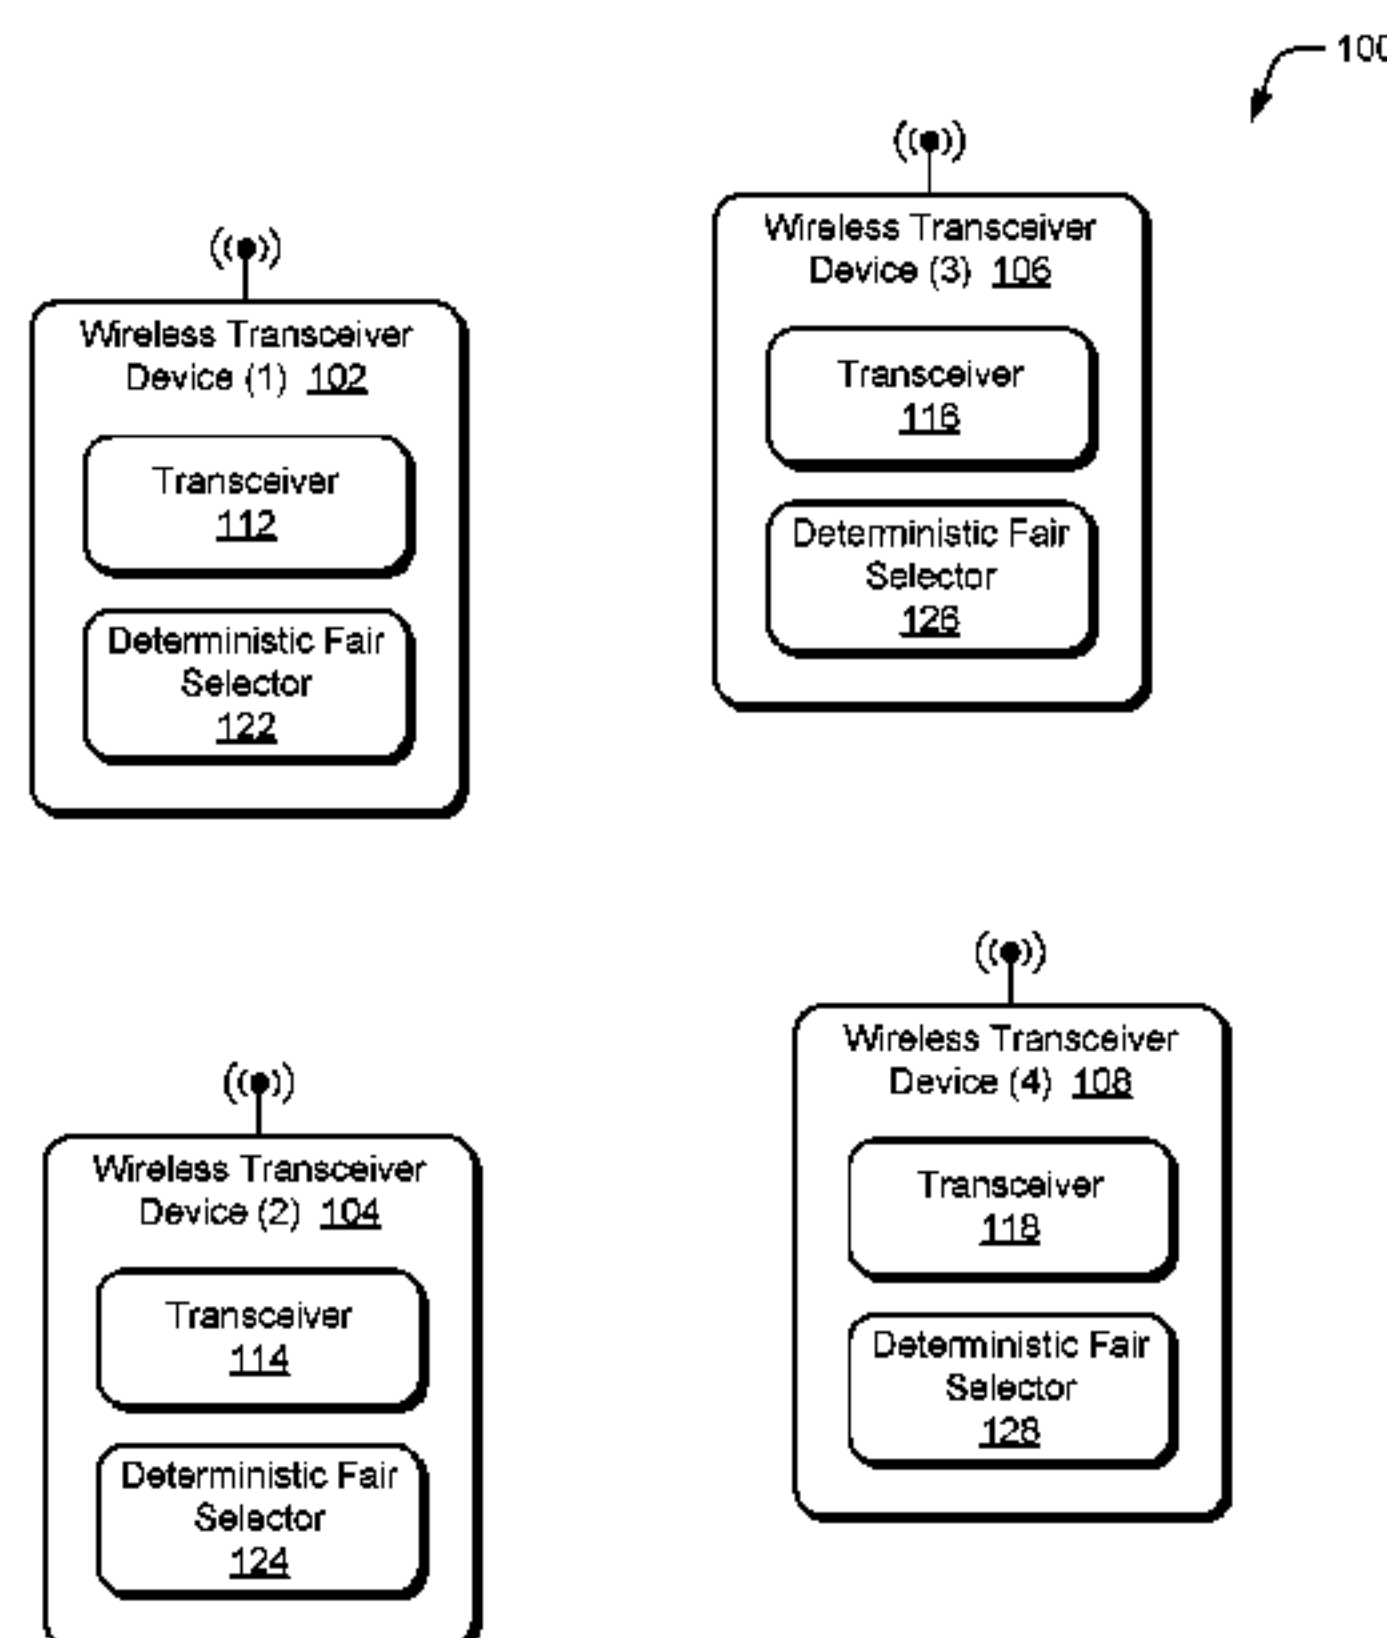 100
Wireless Transceiver
Device (1) 102
Transceiver
112
Deterministic Fair
Selector
122
Wireless Transceiver
Device (3) 106
Transceiver
116
Deterministic Fair
Selector
126
Wireless Transceiver
Device (2) 104
Transceiver
114
Deterministic Fair
Selector
124
Wireless Transceiver
Device (4) 108
Transceiver
118
Deterministic Fair
Selector
128